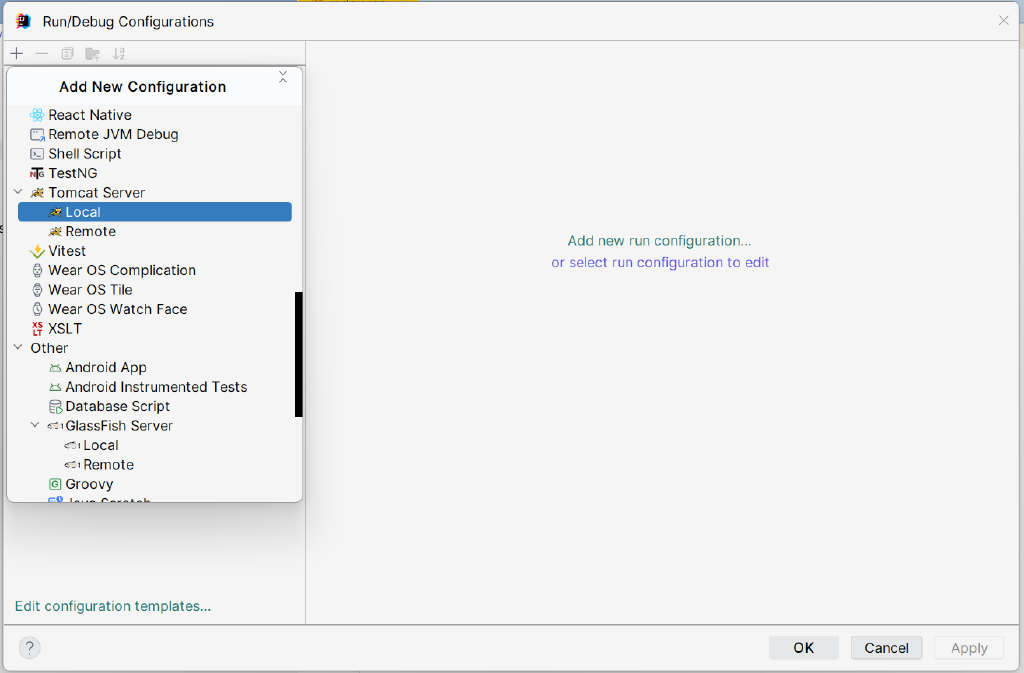 Run/Debug Configurations
Add New Configuration
React Native
Remote JVM Debug
Shell Script
TestNG
Tomcat Server
Local
Remote
Vitest
Wear OS Complication
Wear OS Tile
Wear OS Watch Face
XSLT
Other
Android App
Android Instrumented Tests
Database Script
GlassFish Server
Local
Remote
Groovy
Java Scratch
Edit configuration templates...
Add new run configuration...
or select run configuration to edit
?
OK
Cancel
Apply